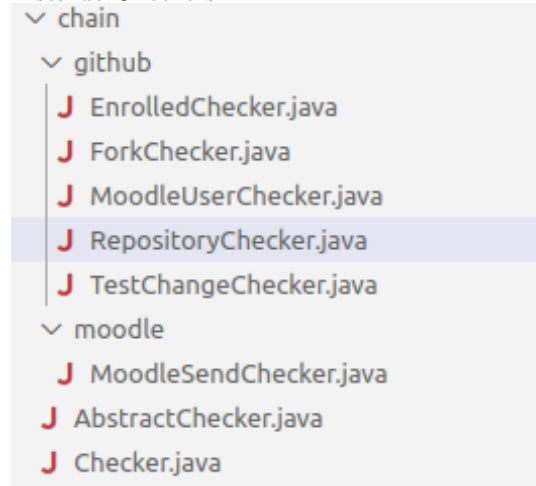 chain
github
J EnrolledChecker.java
J ForkChecker.java
J MoodleUserChecker.java
J RepositoryChecker.java
J TestChangeChecker.java
moodle
J MoodleSendChecker.java
J AbstractChecker.java
J Checker.java